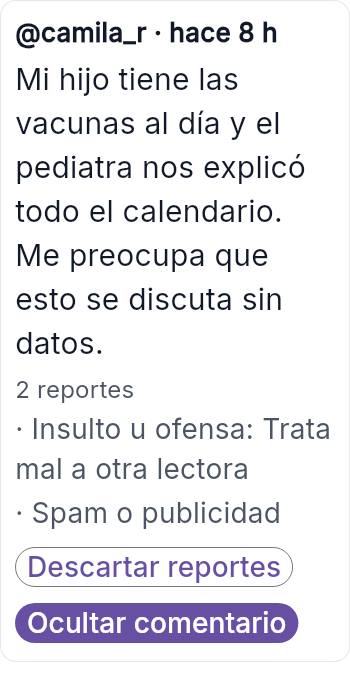 @camila_r · hace 8 h
Mi hijo tiene las
vacunas al día y el
pediatra nos explicó
todo el calendario.
Me preocupa que
esto se discuta sin
datos.
2 reportes
· Insulto u ofensa: Trata
mal a otra lectora
· Spam o publicidad
Descartar reportes
Ocultar comentario